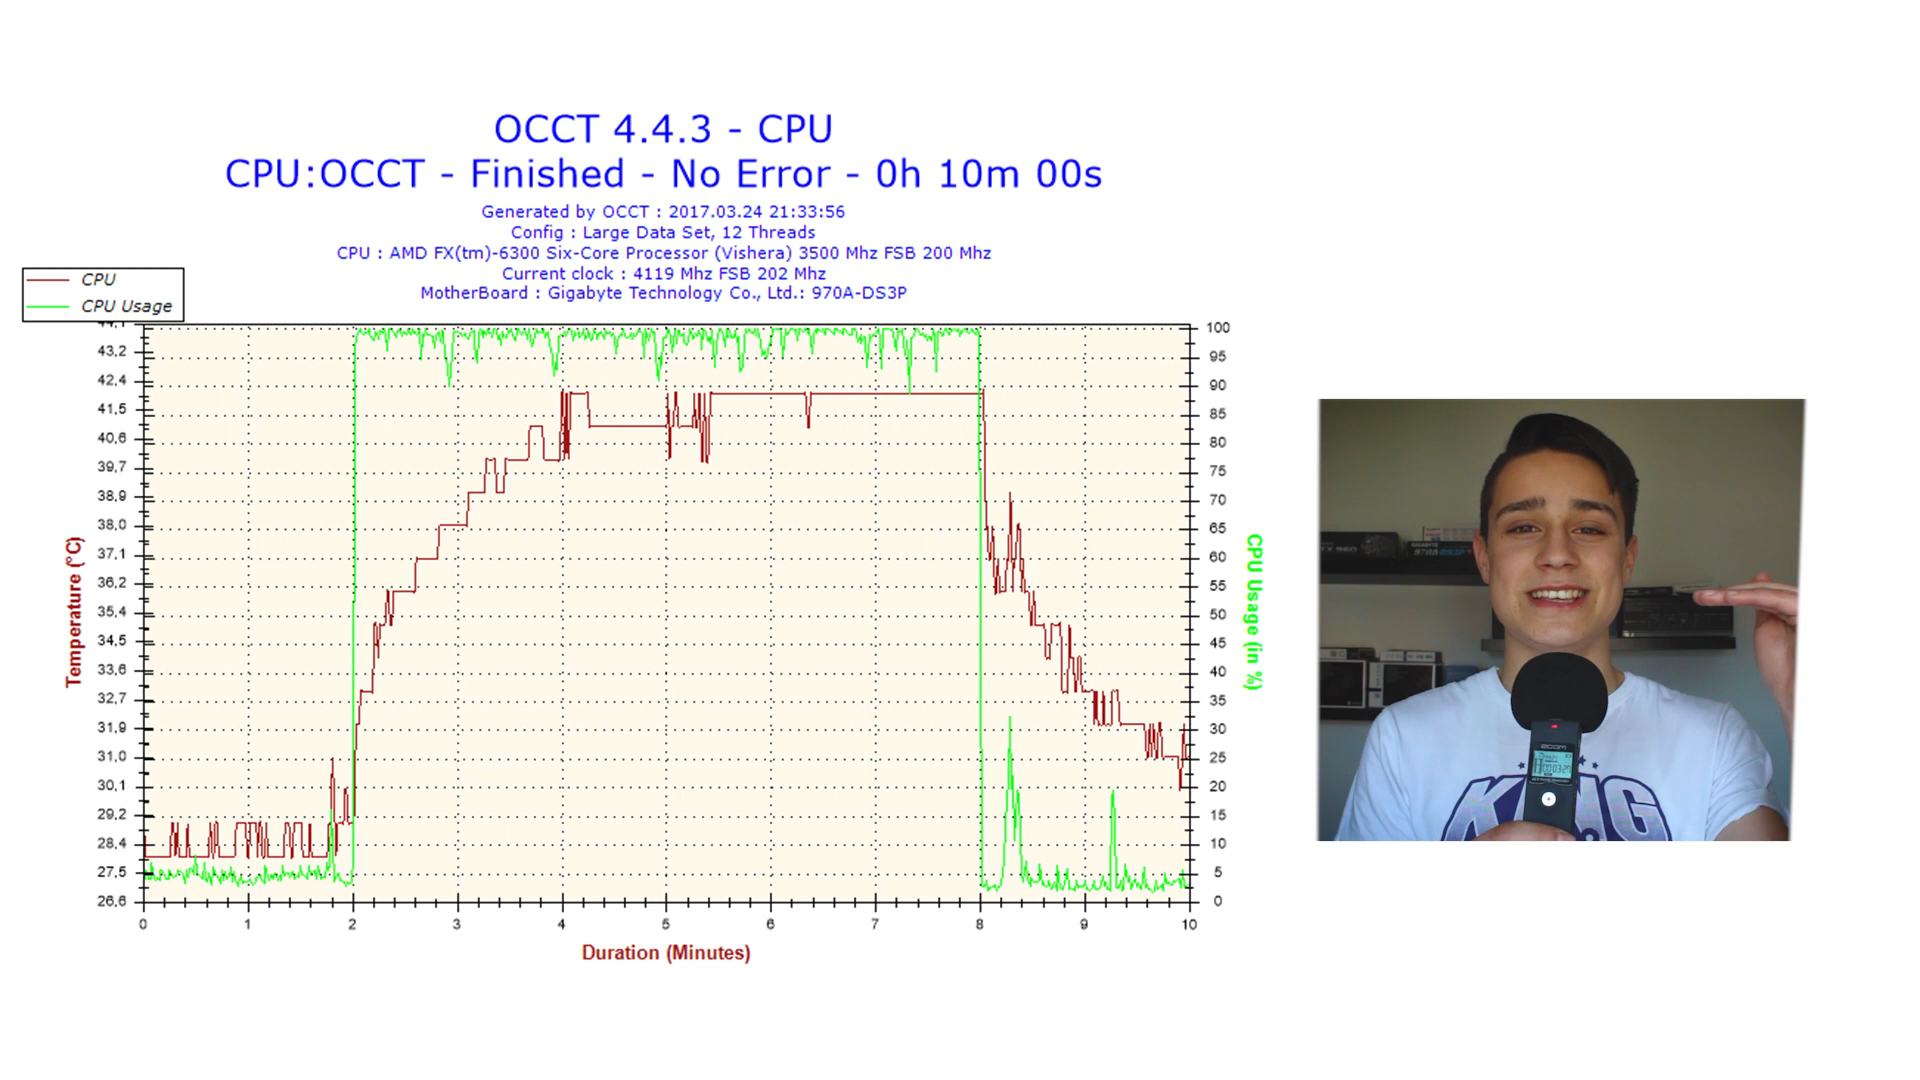 OCCT 4.4.3 - CPU
CPU:OCCT - Finished - No Error - 0h 10m 00s
Generated by OCCT : 2017.03.24 21:33:56
Config : Large Data Set, 12 Threads
CPU : AMD FX(tm)-6300 Six-Core Processor (Vishera) 3500 Mhz FSB 200 Mhz
Current clock : 4119 Mhz FSB 202 Mhz
MotherBoard : Gigabyte Technology Co., Ltd.: 970A-DS3P
CPU
CPU Usage
43,2
42,4
41,5
40,6
39,7
38,9
38,0
37,1
36,2
35,4
34,5
33,6
32,7
31,9
31,0
30,1
29,2
28,4
27,5
26,6
Temperature (°C)
100
95
90
85
80
75
70
65
60
55
50
45
40
35
30
25
20
15
10
5
0
CPU Usage (in %)
0 1 2 3 4 5 6 7 8 9 10
Duration (Minutes)
zoom